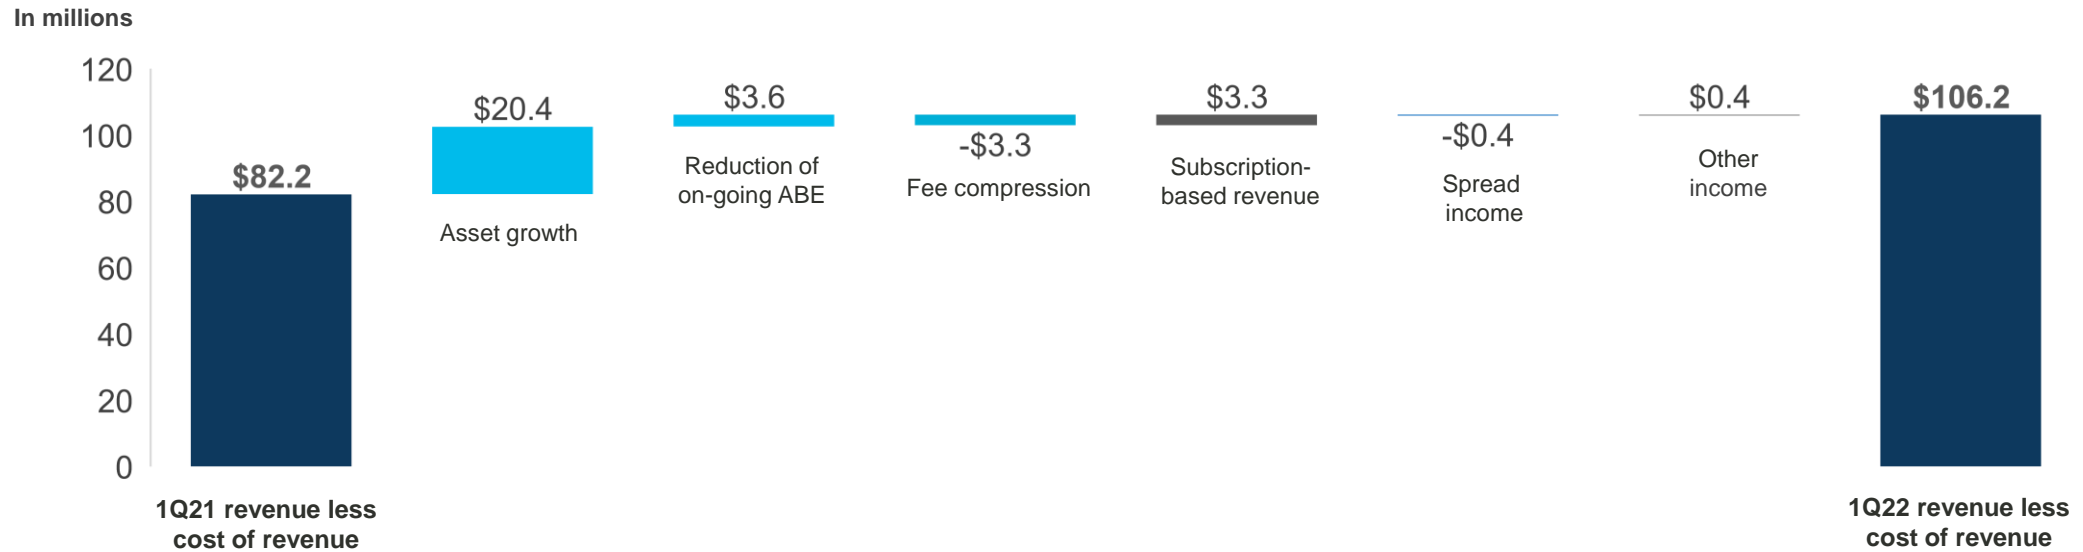 In millions
120
100
80
60
40
20
0
$82.2
1Q21 revenue less
cost of revenue
$20.4
Asset growth
$3.6
Reduction of
on-going ABE
-$3.3
Fee compression
$3.3
Subscription-
based revenue
-$0.4
Spread
income
$0.4
Other
income
$106.2
1Q22 revenue less
cost of revenue